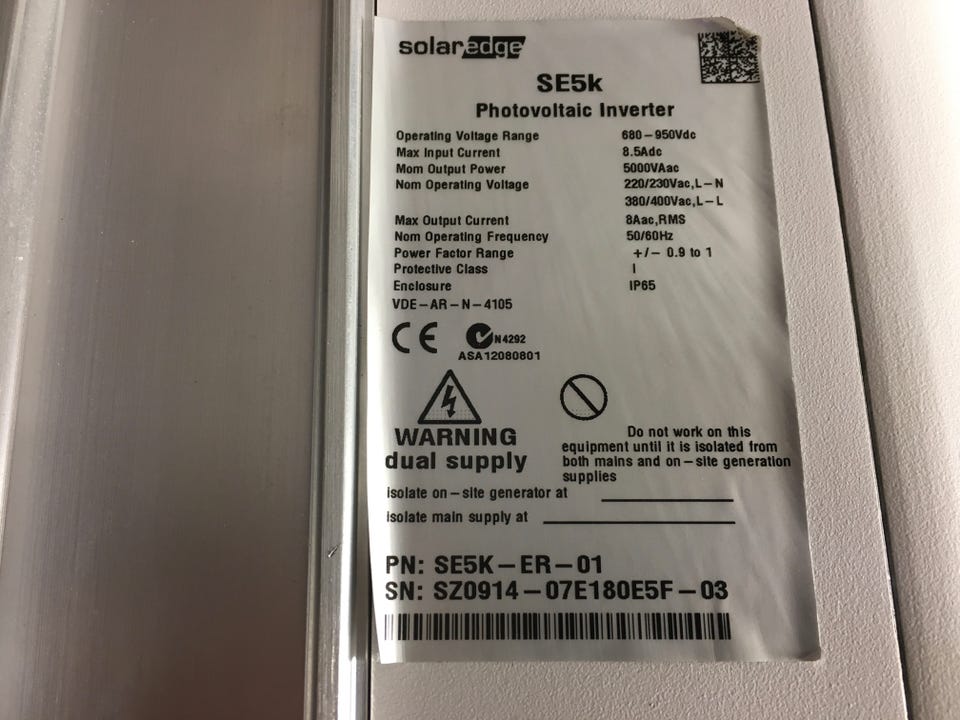 solaredge
SE5k
Photovoltaic Inverter
Operating Voltage Range 680-950Vdc
Max Input Current 8.5Adc
Mom Output Power 5000VAac
Nom Operating Voltage 220/230Vac,L-N
380/400Vac,L-L
Max Output Current 8Aac,RMS
Nom Operating Frequency 50/60Hz
Power Factor Range +/- 0.9 to 1
Protective Class I
Enclosure IP65
VDE-AR-N-4105
CE N4292
ASA12080801
WARNING
dual supply
Do not work on this
equipment until it is isolated from
both mains and on-site generation
supplies
isolate on-site generator at
isolate main supply at
PN: SE5K-ER-01
SN: SZ0914-07E180E5F-03